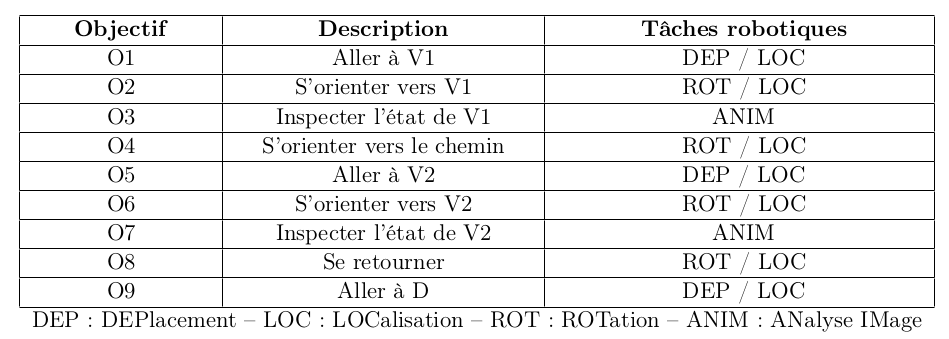 Objectif Description Tâches robotiques
O1 Aller à V1 DEP / LOC
O2 S'orienter vers V1 ROT / LOC
O3 Inspecter l'état de V1 ANIM
O4 S'orienter vers le chemin ROT / LOC
O5 Aller à V2 DEP / LOC
O6 S'orienter vers V2 ROT / LOC
O7 Inspecter l'état de V2 ANIM
O8 Se retourner ROT / LOC
O9 Aller à D DEP / LOC
DEP : DEPlacement – LOC : LOCalisation – ROT : ROTation – ANIM : ANalyse IMage